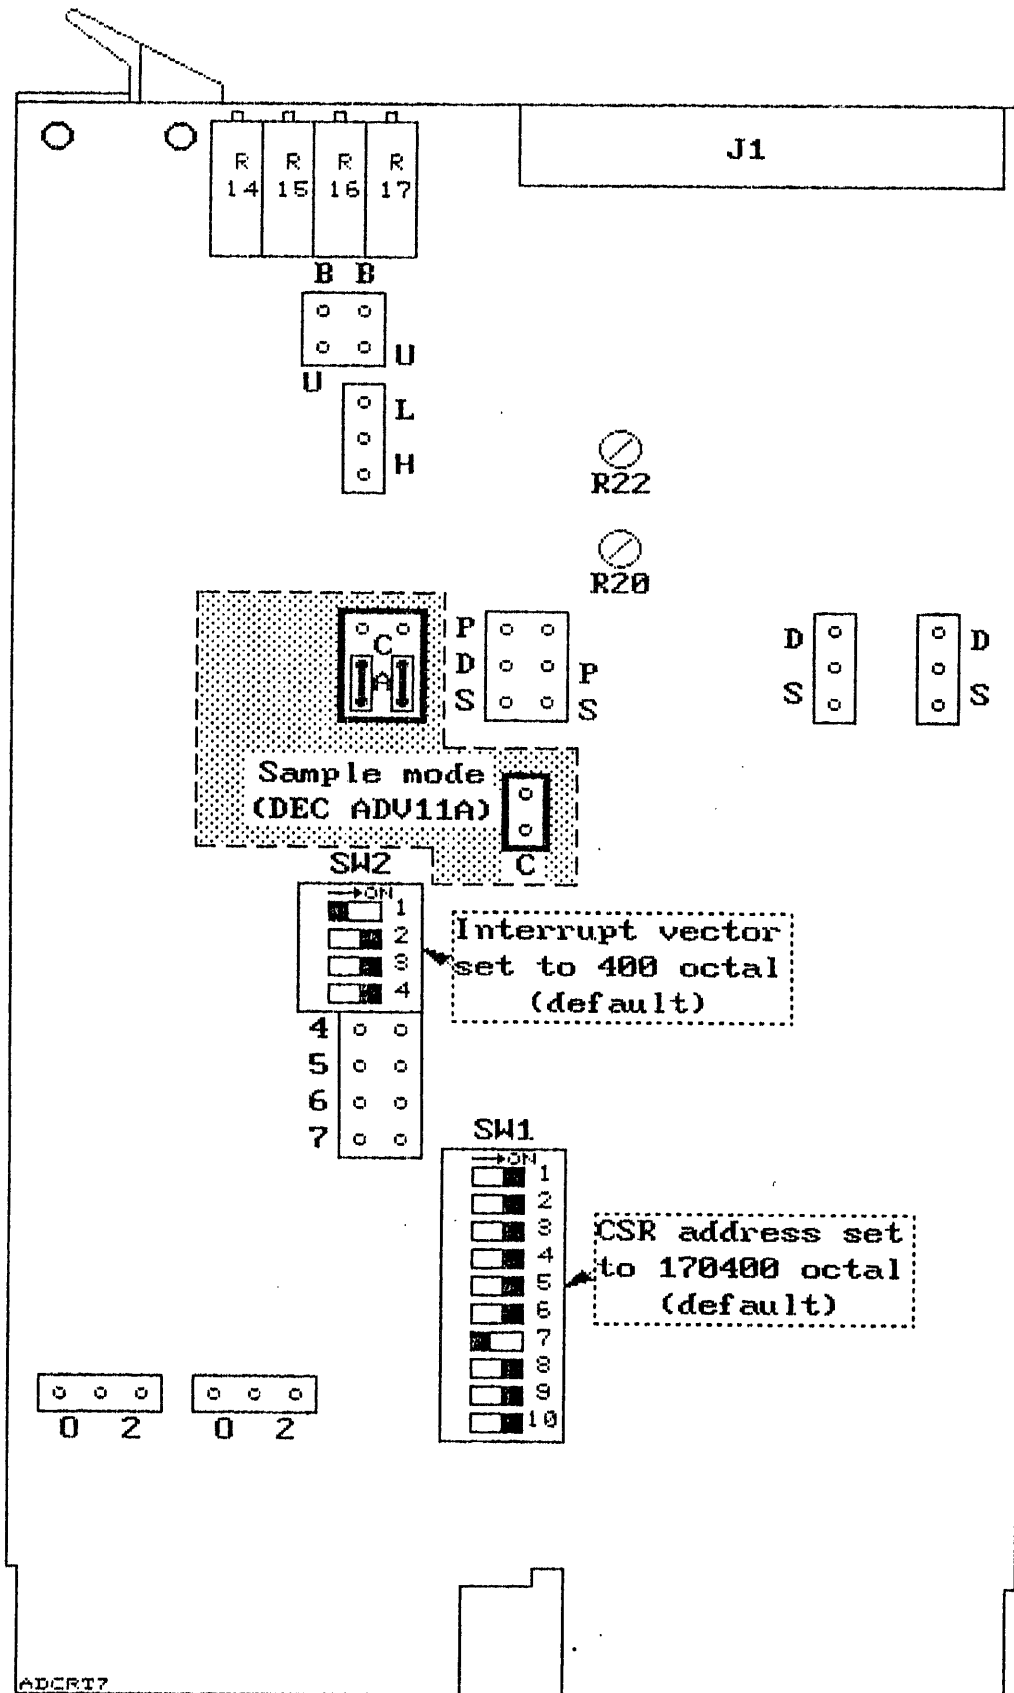 J1
R R R R
14 15 16 17
B B
U
U
L
H
R22
R20
P
D
S
P
S
D
S
D
S
C
A
Sample mode
(DEC ADV11A)
C
SW2
ON
1
2
3
4
Interrupt vector
set to 400 octal
(default)
4
5
6
7
SW1
ON
1
2
3
4
5
6
7
8
9
10
CSR address set
to 170400 octal
(default)
0 2 0 2
ADCRT7